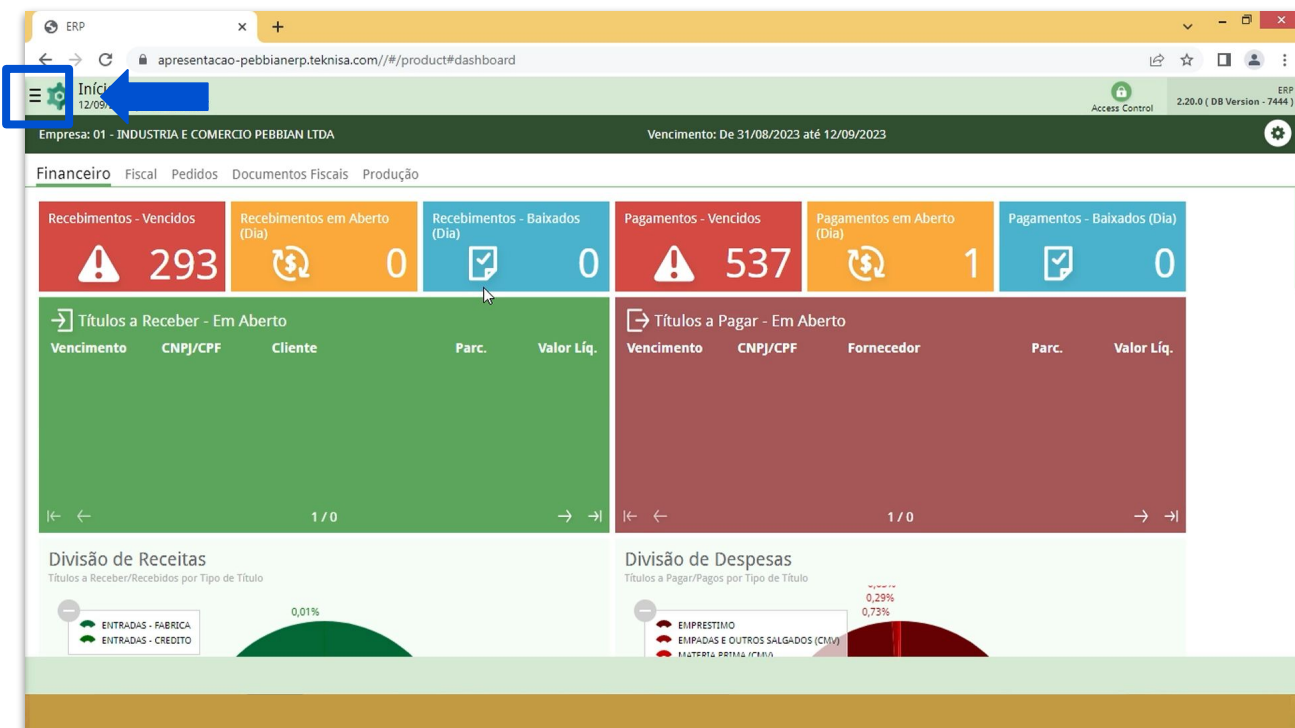 ERP
apresentacao-pebbianerp.teknisa.com//#/product#dashboard
Início
12/09/
Access Control
ERP
2.20.0 ( DB Version - 7444 )
Empresa: 01 - INDUSTRIA E COMERCIO PEBBIAN LTDA
Vencimento: De 31/08/2023 até 12/09/2023
Financeiro Fiscal Pedidos Documentos Fiscais Produção
Recebimentos - Vencidos
293
Recebimentos em Aberto
(Dia)
0
Recebimentos - Baixados
(Dia)
0
Pagamentos - Vencidos
537
Pagamentos em Aberto
(Dia)
1
Pagamentos - Baixados (Dia)
0
Títulos a Receber - Em Aberto
Vencimento CNPJ/CPF Cliente Parc. Valor Líq.
1 / 0
Títulos a Pagar - Em Aberto
Vencimento CNPJ/CPF Fornecedor Parc. Valor Líq.
1 / 0
Divisão de Receitas
Títulos a Receber/Recebidos por Tipo de Título
0,01%
ENTRADAS - FABRICA
ENTRADAS - CREDITO
Divisão de Despesas
Títulos a Pagar/Pagos por Tipo de Título
0,29%
0,73%
EMPRESTIMO
EMPADAS E OUTROS SALGADOS (CMV)
MATERIA PRIMA (CMV)